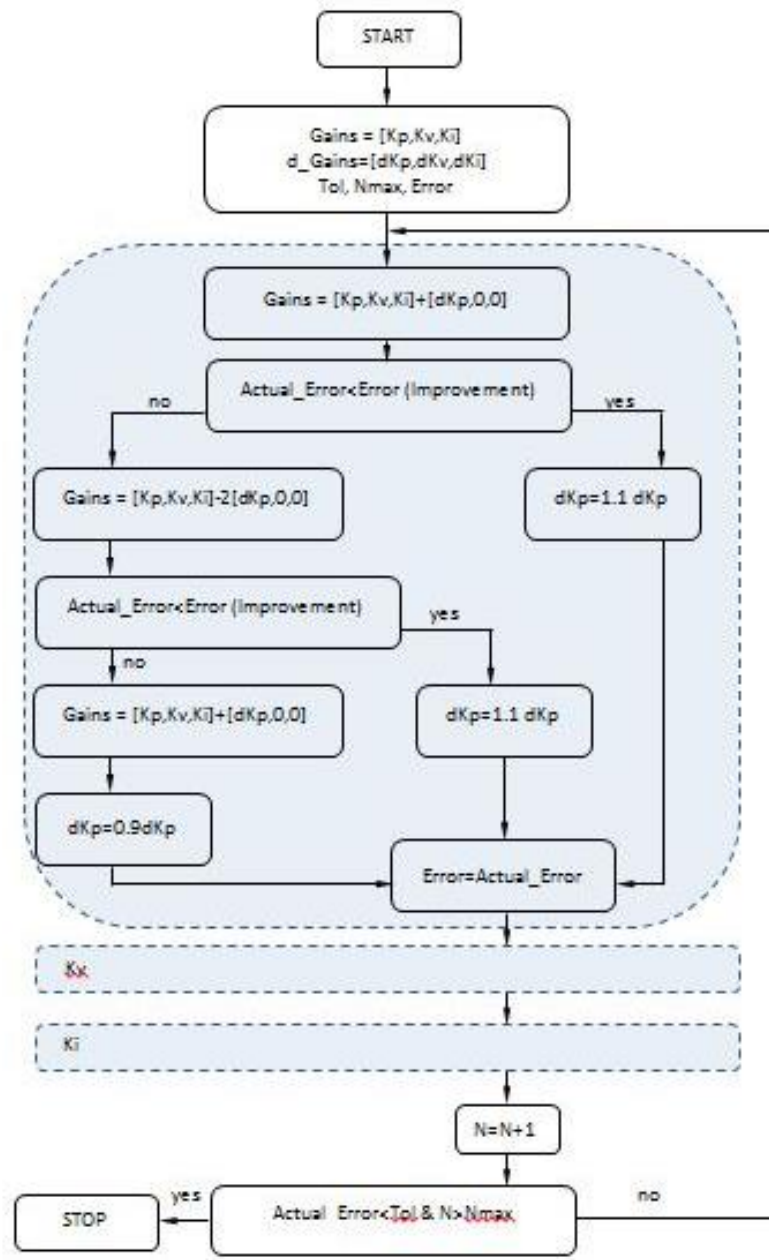 START
Gains = [Kp,Kv,Ki]
d_Gains=[dKp,dKv,dKi]
Tol, Nmax, Error
Gains = [Kp,Kv,Ki]+[dKp,0,0]
Actual_Error<Error (Improvement)
no
yes
Gains = [Kp,Kv,Ki]-2[dKp,0,0]
dKp=1.1 dKp
Actual_Error<Error (Improvement)
yes
no
Gains = [Kp,Kv,Ki]+[dKp,0,0]
dKp=1.1 dKp
dKp=0.9dKp
Error=Actual_Error
Kv
Ki
N=N+1
yes
no
STOP
Actual_Error<Tol & N>Nmax